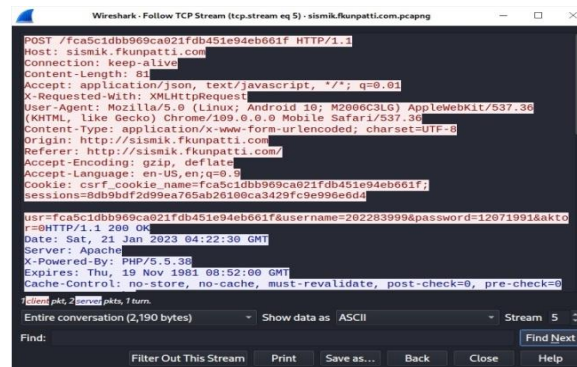 Wireshark - Follow TCP Stream (tcp.stream eq 5) - sismik.fkunpatti.com.pcapng
POST /fca5c1dbb969ca021fdb451e94eb661f HTTP/1.1
Host: sismik.fkunpatti.com
Connection: keep-alive
Content-Length: 81
Accept: application/json, text/javascript, */*; q=0.01
X-Requested-With: XMLHttpRequest
User-Agent: Mozilla/5.0 (Linux; Android 10; M2006C3LG) AppleWebKit/537.36
(KHTML, like Gecko) Chrome/109.0.0.0 Mobile Safari/537.36
Content-Type: application/x-www-form-urlencoded; charset=UTF-8
Origin: http://sismik.fkunpatti.com
Referer: http://sismik.fkunpatti.com/
Accept-Encoding: gzip, deflate
Accept-Language: en-US,en;q=0.9
Cookie: csrf_cookie_name=fca5c1dbb969ca021fdb451e94eb661f;
sessions=8db9bdf2d99ea765ab26100ca3429fc9e996e6d4
usr=fca5c1dbb969ca021fdb451e94eb661f&username=202283999&password=12071991&akto
r=0HTTP/1.1 200 OK
Date: Sat, 21 Jan 2023 04:22:30 GMT
Server: Apache
X-Powered-By: PHP/5.5.38
Expires: Thu, 19 Nov 1981 08:52:00 GMT
Cache-Control: no-store, no-cache, must-revalidate, post-check=0, pre-check=0
1 client pkt, 2 server pkts, 1 turn.
Entire conversation (2,190 bytes) Show data as ASCII Stream 5
Find: Find Next
Filter Out This Stream Print Save as... Back Close Help